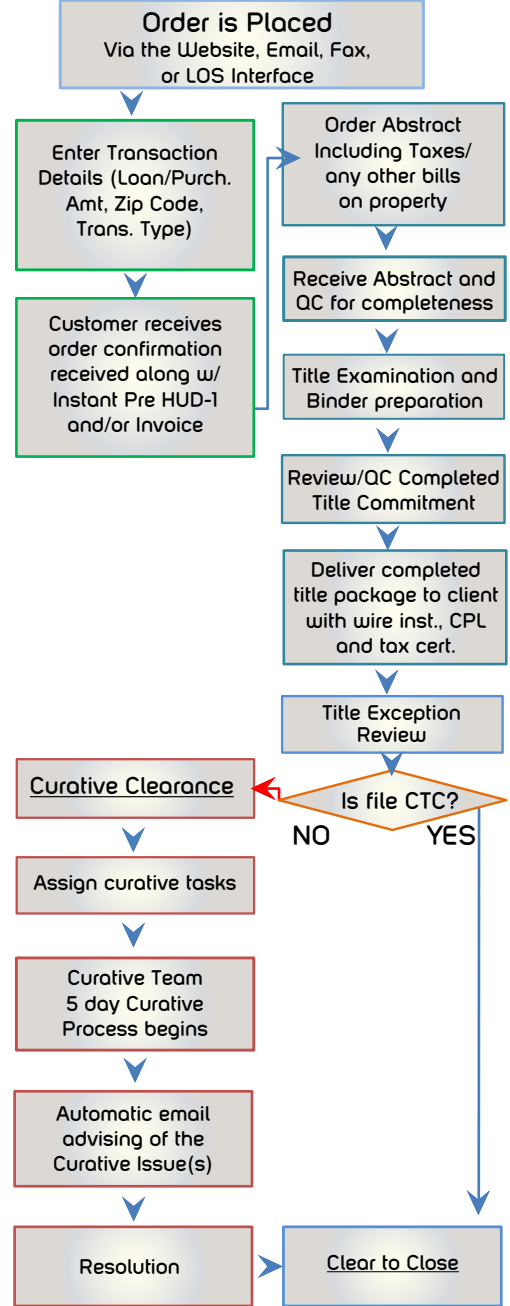 Order is Placed
Via the Website, Email, Fax,
or LOS Interface
Enter Transaction
Details (Loan/Purch.
Amt, Zip Code,
Trans. Type)
Customer receives
order confirmation
received along w/
Instant Pre HUD-1
and/or Invoice
Order Abstract
Including Taxes/
any other bills
on property
Receive Abstract and
QC for completeness
Title Examination and
Binder preparation
Review/QC Completed
Title Commitment
Deliver completed
title package to client
with wire inst., CPL
and tax cert.
Title Exception
Review
Is file CTC?
NO
YES
Curative Clearance
Assign curative tasks
Curative Team
5 day Curative
Process begins
Automatic email
advising of the
Curative Issue(s)
Resolution
Clear to Close